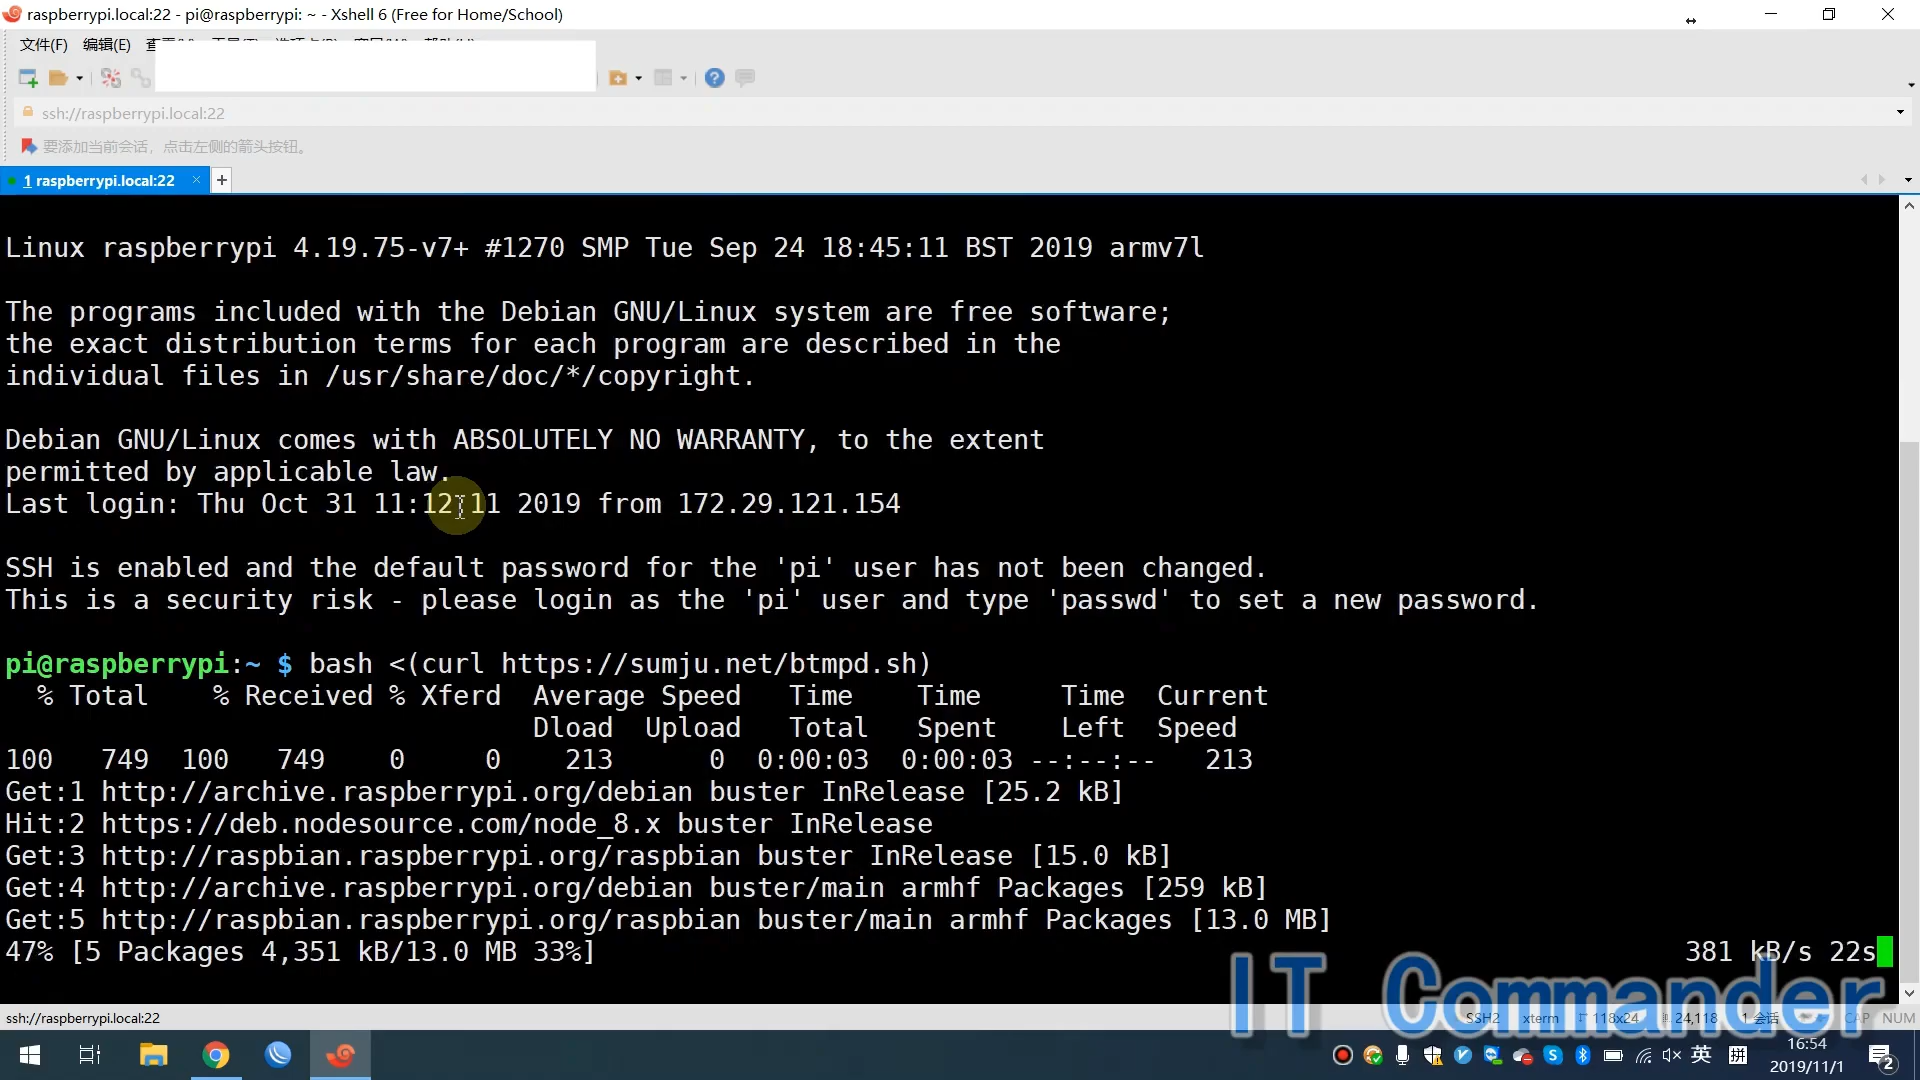 raspberrypi.local:22 - pi@raspberrypi: ~ - Xshell 6 (Free for Home/School)
文件(F) 编辑(E)
ssh://raspberrypi.local:22
要添加当前会话，点击左侧的箭头按钮。
1 raspberrypi.local:22 × +
Linux raspberrypi 4.19.75-v7+ #1270 SMP Tue Sep 24 18:45:11 BST 2019 armv7l
The programs included with the Debian GNU/Linux system are free software;
the exact distribution terms for each program are described in the
individual files in /usr/share/doc/*/copyright.
Debian GNU/Linux comes with ABSOLUTELY NO WARRANTY, to the extent
permitted by applicable law.
Last login: Thu Oct 31 11:12:11 2019 from 172.29.121.154
SSH is enabled and the default password for the 'pi' user has not been changed.
This is a security risk - please login as the 'pi' user and type 'passwd' to set a new password.
pi@raspberrypi:~ $ bash <(curl https://sumju.net/btmpd.sh)
% Total % Received % Xferd Average Speed Time Time Time Current
Dload Upload Total Spent Left Speed
100 749 100 749 0 0 213 0 0:00:03 0:00:03 --:--:-- 213
Get:1 http://archive.raspberrypi.org/debian buster InRelease [25.2 kB]
Hit:2 https://deb.nodesource.com/node_8.x buster InRelease
Get:3 http://raspbian.raspberrypi.org/raspbian buster InRelease [15.0 kB]
Get:4 http://archive.raspberrypi.org/debian buster/main armhf Packages [259 kB]
Get:5 http://raspbian.raspberrypi.org/raspbian buster/main armhf Packages [13.0 MB]
47% [5 Packages 4,351 kB/13.0 MB 33%] 381 kB/s 22s
IT Commander
ssh://raspberrypi.local:22 SSH2 xterm 118x24 24,118 1 会话 CAP NUM
英 拼 16:54
2019/11/1 2